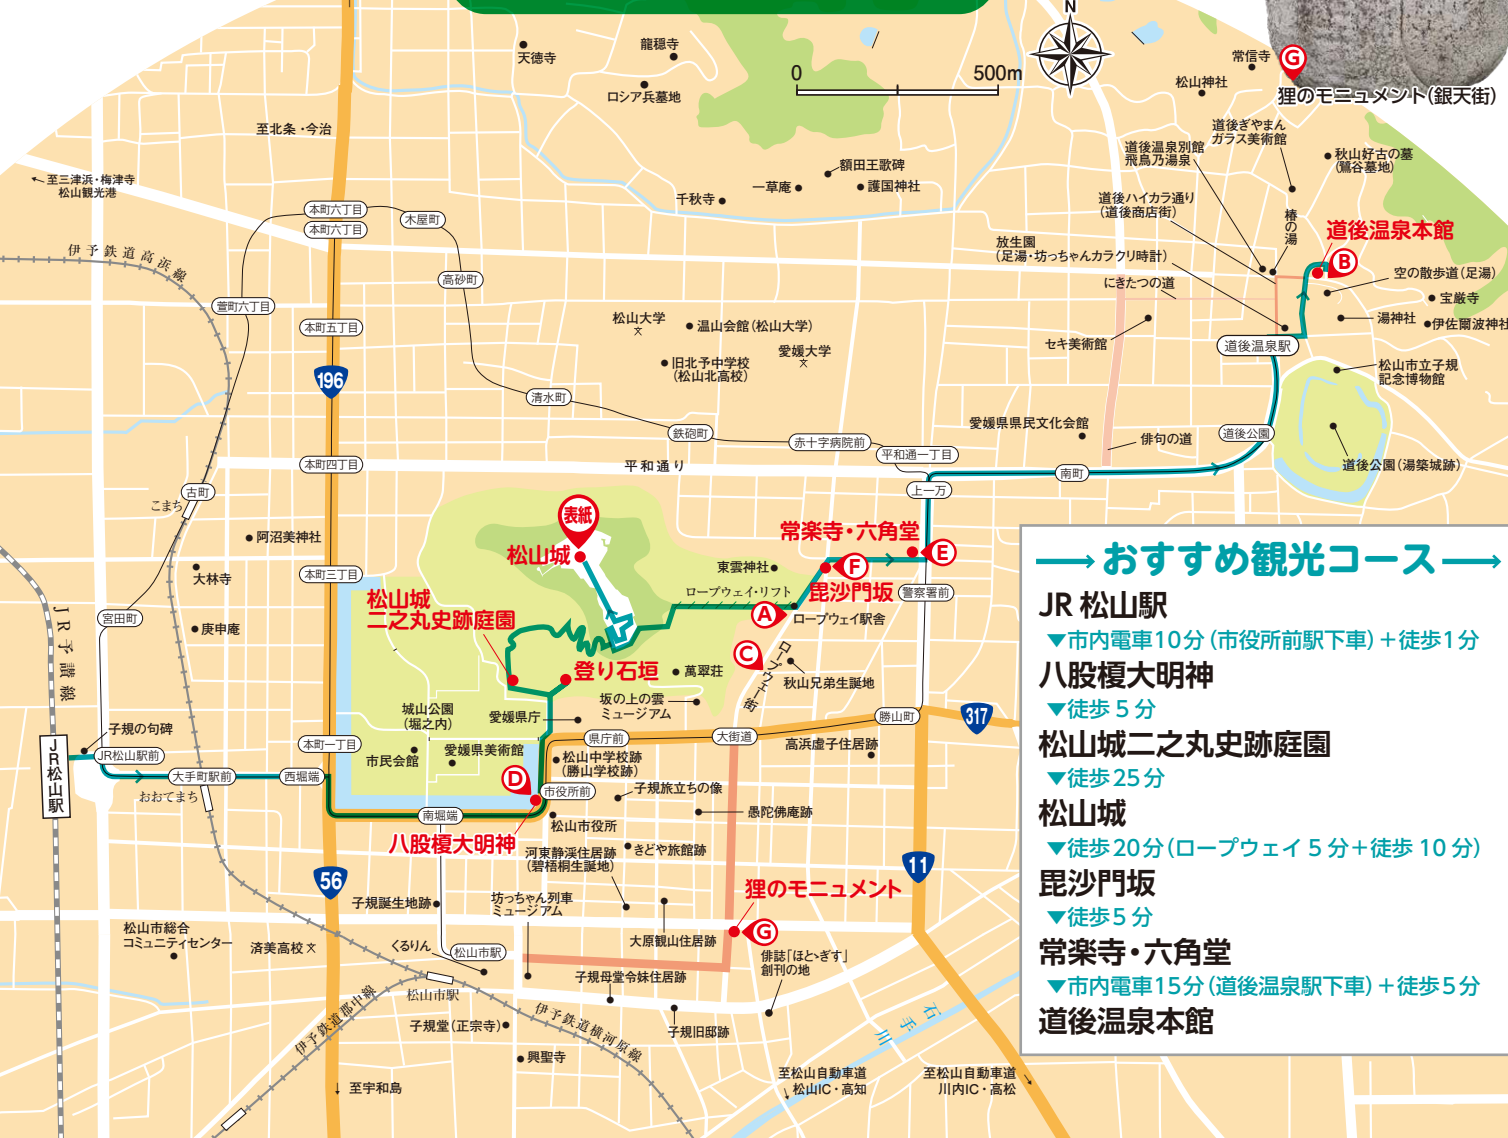 N
0
500m
天徳寺
龍穏寺
ロシア兵墓地
常信寺
G
松山神社
狸のモニュメント(銀天街)
至北条・今治
道後ぎやまん
ガラス美術館
道後温泉別館
飛鳥乃湯泉
秋山好古の墓
(鷺谷墓地)
額田王歌碑
一草庵
護国神社
千秋寺
←至三津浜・梅津寺
松山観光港
道後ハイカラ通り
(道後商店街)
椿の湯
本町六丁目
本町六丁目
木屋町
道後温泉本館
B
放生園
(足湯・坊っちゃんカラクリ時計)
伊予鉄道高浜線
高砂町
にきたつの道
空の散歩道(足湯)
宝厳寺
萱町六丁目
本町五丁目
松山大学
温山会館(松山大学)
湯神社
伊佐爾波神社
愛媛大学
セキ美術館
道後温泉駅
旧北予中学校
(松山北高校)
松山市立子規
記念博物館
196
清水町
鉄砲町
赤十字病院前
平和通一丁目
愛媛県県民文化会館
俳句の道
道後公園
本町四丁目
平和通り
南町
道後公園(湯築城跡)
古町
こまち
上一万
表紙
松山城
常楽寺・六角堂
E
F
毘沙門坂
阿沼美神社
大林寺
本町三丁目
東雲神社
ロープウェイ・リフト
警察署前
A
ロープウェイ駅舎
松山城
二之丸史跡庭園
宮田町
庚申庵
JR予讃線
C
ロープウェー街
登り石垣
萬翠荘
秋山兄弟生誕地
坂の上の雲
ミュージアム
城山公園
(堀之内)
愛媛県庁
勝山町
317
子規の句碑
JR松山駅前
JR松山駅
本町一丁目
県庁前
大街道
高浜虚子住居跡
愛媛県美術館
市民会館
松山中学校跡
(勝山学校跡)
大手町駅前
西堀端
おおてまち
D
市役所前
子規旅立ちの像
南堀端
愚陀佛庵跡
松山市役所
八股榎大明神
河東静渓住居跡
(碧梧桐生誕地)
きどや旅館跡
11
56
狸のモニュメント
G
坊っちゃん列車
ミュージアム
子規誕生地跡
松山市総合
コミュニティセンター
済美高校
くるりん
松山市駅
大原観山住居跡
俳誌「ほとゝぎす」
創刊の地
子規母堂令妹住居跡
松山市駅
伊予鉄道郡中線
伊予鉄道横河原線
子規堂(正宗寺)
子規旧邸跡
石手川
興聖寺
↓ 至宇和島
至松山自動車道
↓松山IC・高知
至松山自動車道
川内IC・高松
おすすめ観光コース
JR 松山駅
▼市内電車10分(市役所前駅下車)+徒歩1分
八股榎大明神
▼徒歩5分
松山城二之丸史跡庭園
▼徒歩25分
松山城
▼徒歩20分(ロープウェイ5分+徒歩10分)
毘沙門坂
▼徒歩5分
常楽寺・六角堂
▼市内電車15分(道後温泉駅下車)+徒歩5分
道後温泉本館